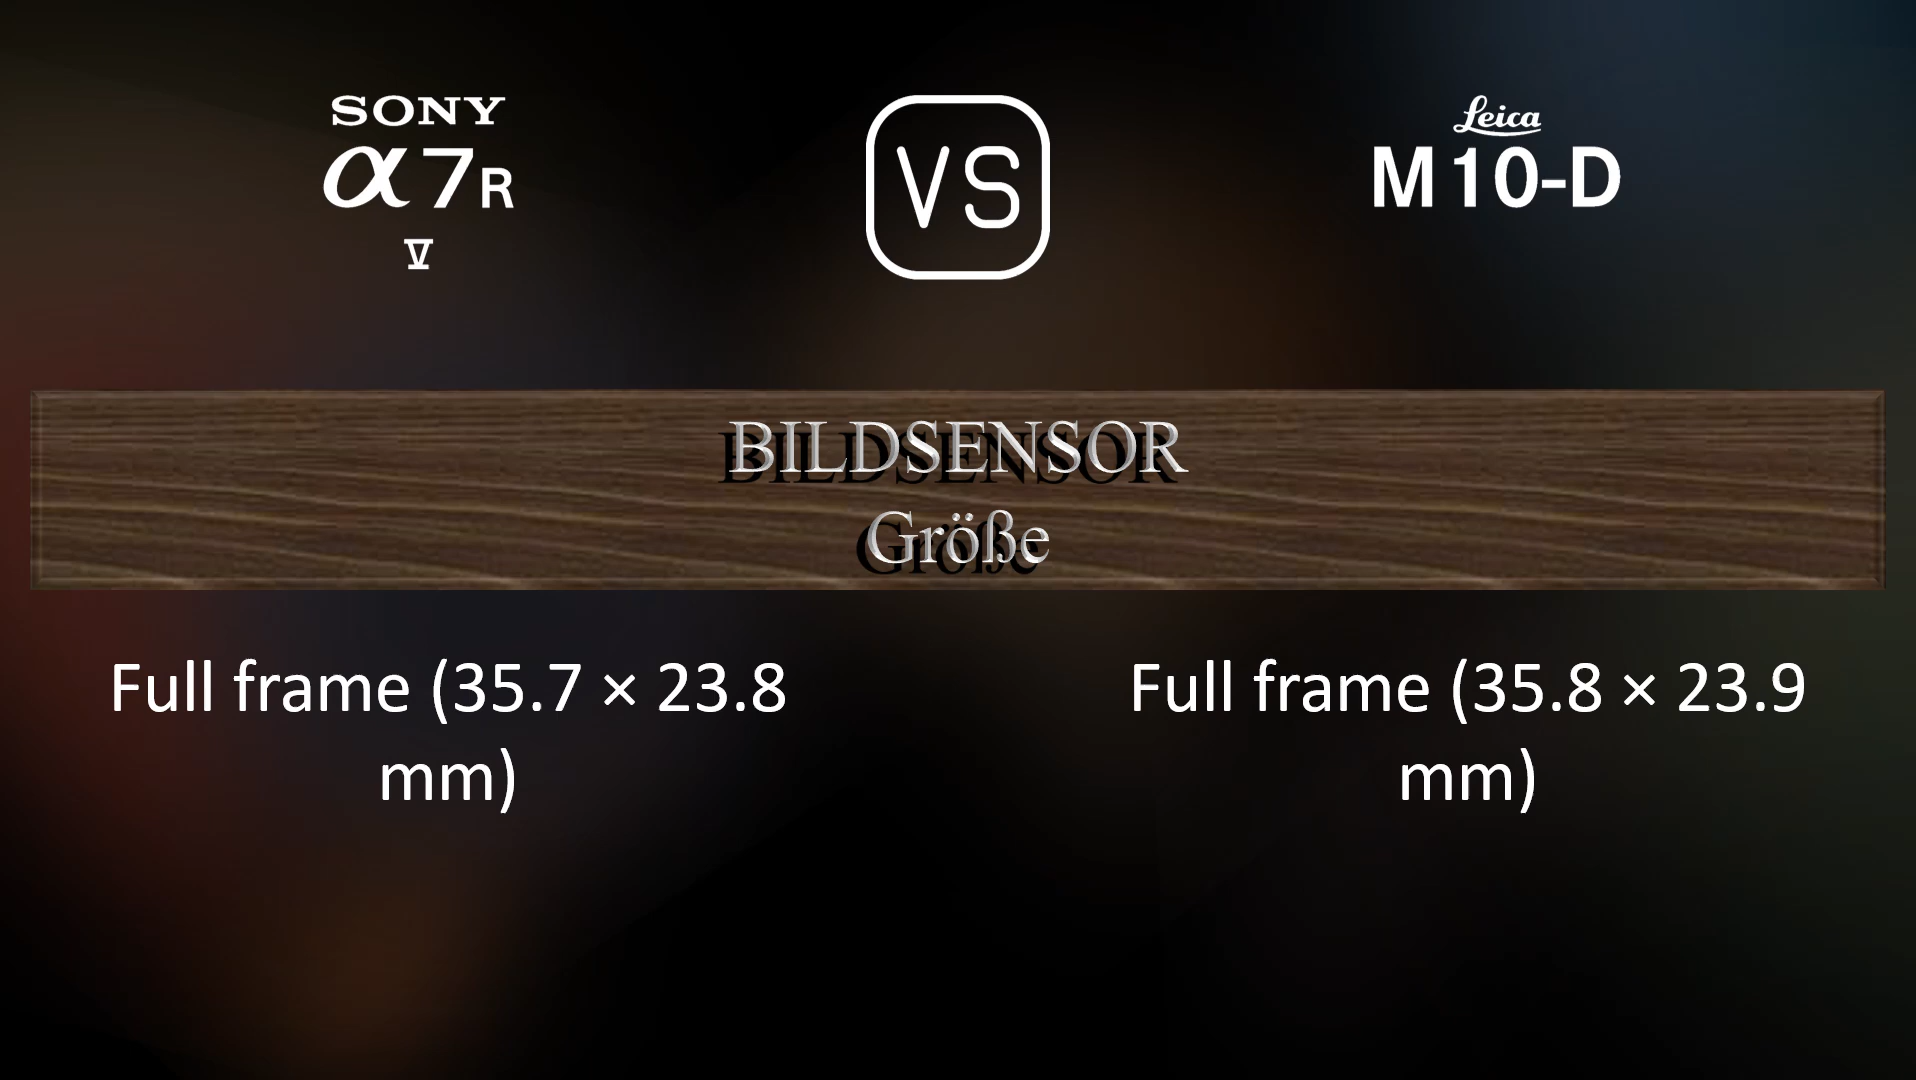 SONY
α7R
V
VS
Leica
M10-D
BILDSENSOR
Größe
Full frame (35.7 × 23.8
mm)
Full frame (35.8 × 23.9
mm)